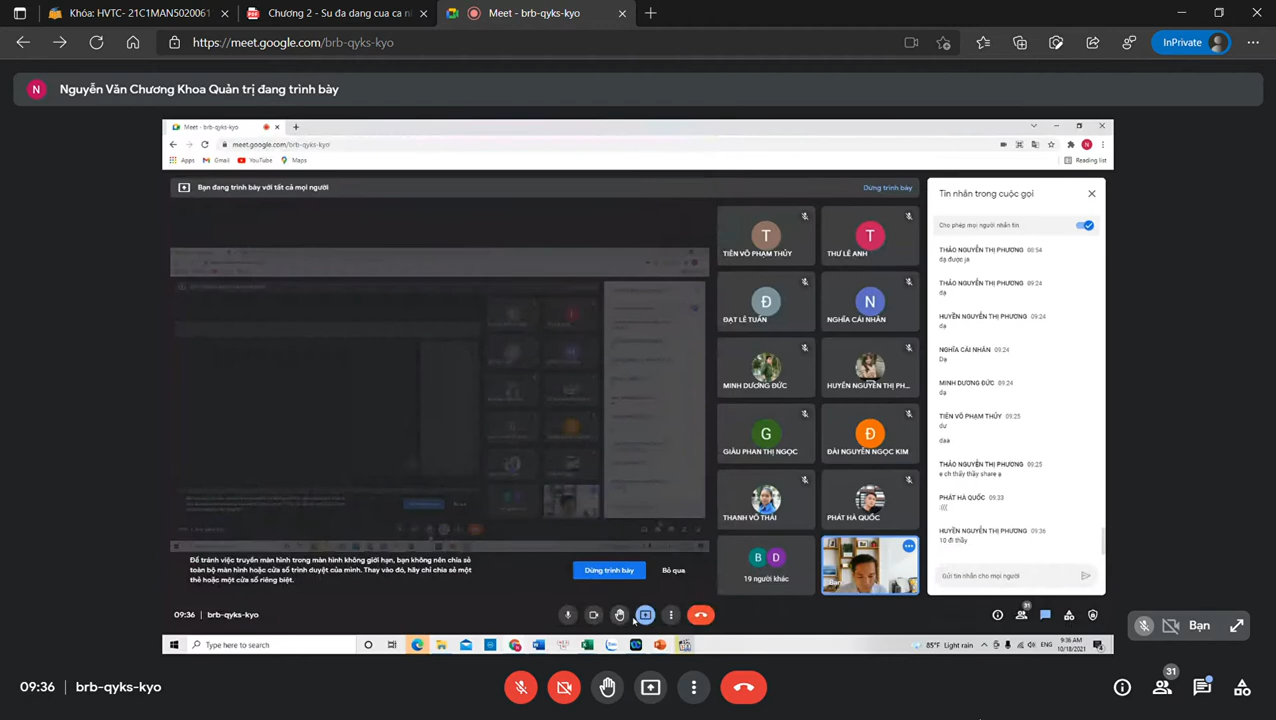 Khóa: HVTC - 21C1MAN5020061
Chương 2 - Su đa dang cua ca n
Meet - brb-qyks-kyo
https://meet.google.com/brb-qyks-kyo
InPrivate
N
Nguyễn Văn Chương Khoa Quản trị đang trình bày
Meet - brb-qyks-kyo
meet.google.com/brb-qyks-kyo
N
Apps
Gmail
YouTube
Maps
Reading list
Bạn đang trình bày với tất cả mọi người
Dừng trình bày
T
TIÊN VÕ PHẠM THỦY
T
THƯ LÊ ANH
Đ
ĐẠT LÊ TUẤN
N
NGHĨA CÁI NHÂN
MINH DƯƠNG ĐỨC
HUYỀN NGUYỄN THỊ PH...
G
GIÀU PHAN THỊ NGỌC
Đ
ĐÀI NGUYỄN NGỌC KIM
THANH VÕ THÁI
PHÁT HÀ QUỐC
B D
19 người khác
Bạn
Tin nhắn trong cuộc gọi
Cho phép mọi người nhắn tin
THẢO NGUYỄN THỊ PHƯƠNG 08:54
dạ được ja
THẢO NGUYỄN THỊ PHƯƠNG 09:24
dạ
HUYỀN NGUYỄN THỊ PHƯƠNG 09:24
dạ
NGHĨA CÁI NHÂN 09:24
Dạ
MINH DƯƠNG ĐỨC 09:24
dạ
TIÊN VÕ PHẠM THỦY 09:25
dư
daa
THẢO NGUYỄN THỊ PHƯƠNG 09:25
e ch thấy thầy share ạ
PHÁT HÀ QUỐC 09:33
:(((
HUYỀN NGUYỄN THỊ PHƯƠNG 09:36
10 đi thầy
Gửi tin nhắn cho mọi người
Để tránh việc truyền màn hình trong màn hình không giới hạn, bạn không nên chia sẻ
toàn bộ màn hình hoặc cửa sổ trình duyệt của mình. Thay vào đó, hãy chỉ chia sẻ một
thẻ hoặc một cửa sổ riêng biệt.
Dừng trình bày
Bỏ qua
09:36 brb-qyks-kyo
31
Type here to search
85°F Light rain
ENG
9:36 AM
10/18/2021
Bạn
09:36 brb-qyks-kyo
31